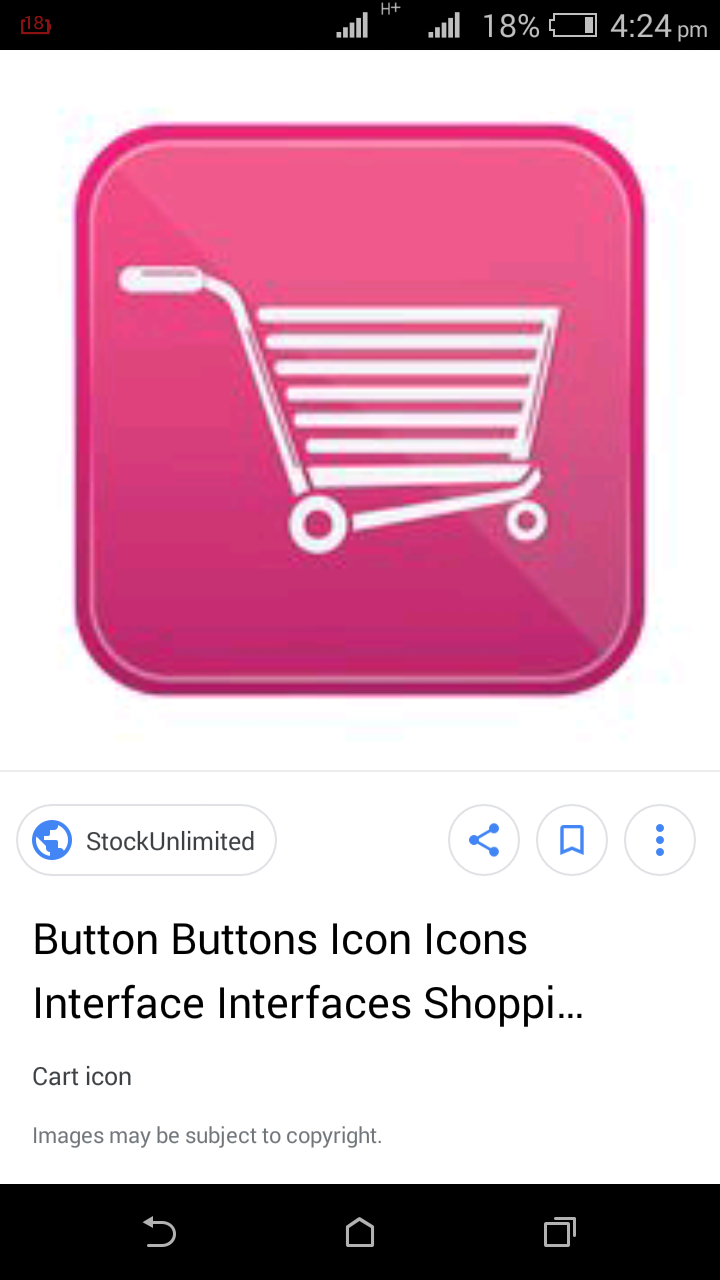 18
H+
18% 4:24 pm
StockUnlimited
Button Buttons Icon Icons
Interface Interfaces Shoppi...
Cart icon
Images may be subject to copyright.